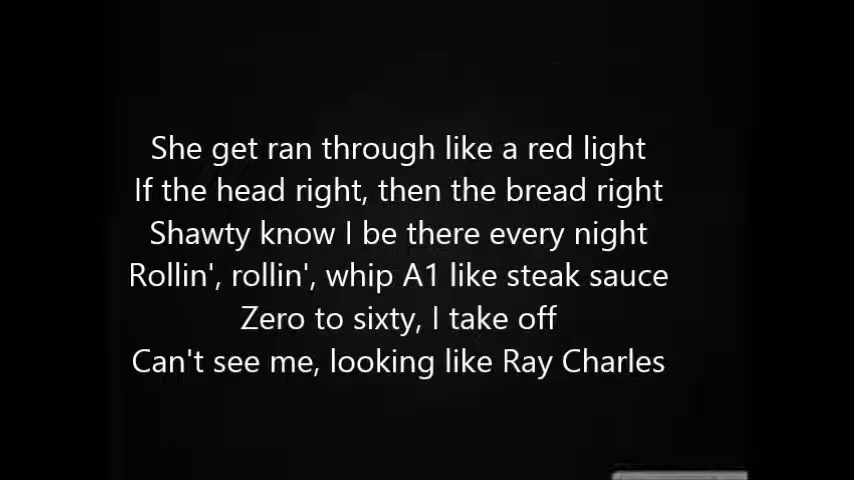 She get ran through like a red light
If the head right, then the bread right
Shawty know I be there every night
Rollin', rollin', whip A1 like steak sauce
Zero to sixty, I take off
Can't see me, looking like Ray Charles